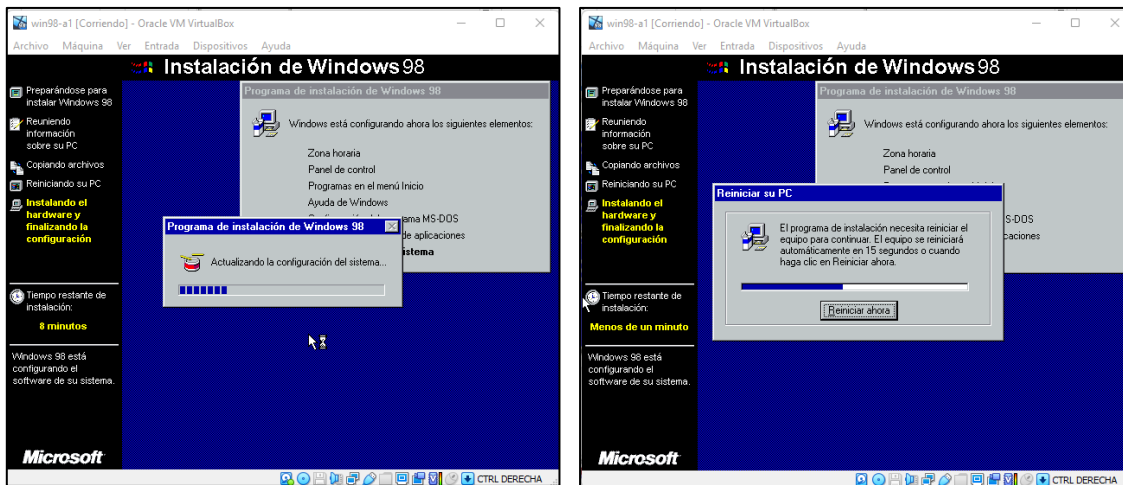 win98-a1 [Corriendo] - Oracle VM VirtualBox
Archivo Máquina Ver Entrada Dispositivos Ayuda
Instalación de Windows 98
Preparándose para
instalar Windows 98
Reuniendo
información
sobre su PC
Copiando archivos
Reiniciando su PC
Instalando el
hardware y
finalizando la
configuración
Tiempo restante de
instalación:
8 minutos
Windows 98 está
configurando el
software de su sistema.
Microsoft
Programa de instalación de Windows 98
Windows está configurando ahora los siguientes elementos:
Zona horaria
Panel de control
Programas en el menú Inicio
Ayuda de Windows
MS-DOS
de aplicaciones
sistema
Programa de instalación de Windows 98
Actualizando la configuración del sistema...
CTRL DERECHA
win98-a1 [Corriendo] - Oracle VM VirtualBox
Archivo Máquina Ver Entrada Dispositivos Ayuda
Instalación de Windows 98
Preparándose para
instalar Windows 98
Reuniendo
información
sobre su PC
Copiando archivos
Reiniciando su PC
Instalando el
hardware y
finalizando la
configuración
Tiempo restante de
instalación:
Menos de un minuto
Windows 98 está
configurando el
software de su sistema.
Microsoft
Programa de instalación de Windows 98
Windows está configurando ahora los siguientes elementos:
Zona horaria
Panel de control
S-DOS
caciones
Reiniciar su PC
El programa de instalación necesita reiniciar el
equipo para continuar. El equipo se reiniciará
automáticamente en 15 segundos o cuando
haga clic en Reiniciar ahora.
Reiniciar ahora
CTRL DERECHA